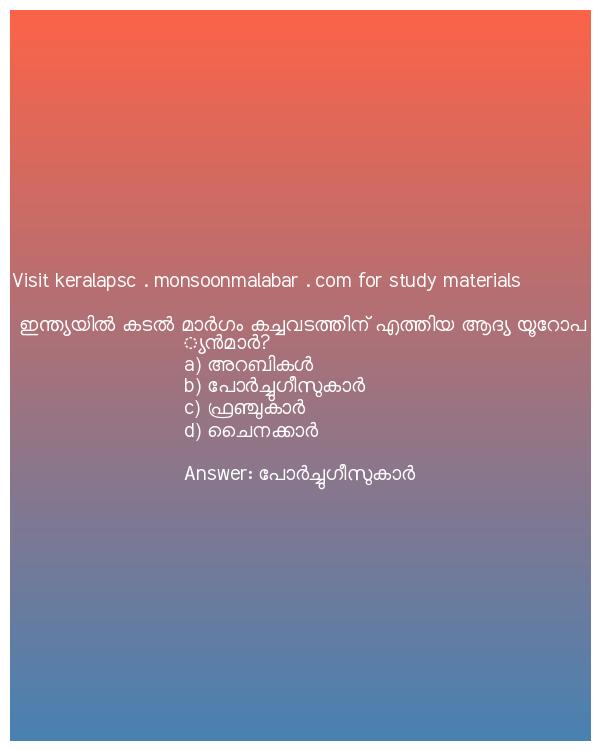 Visit keralapsc . monsoonmalabar . com for study materials
ഇന്ത്യയിൽ കടൽ മാർഗം കച്ചവടത്തിന് എത്തിയ ആദ്യ യൂറോപ
്യൻമാർ?
a) അറബികൾ
b) പോർച്ചുഗീസുകാർ
c) ഫ്രഞ്ചുകാർ
d) ചൈനക്കാർ
Answer: പോർച്ചുഗീസുകാർ